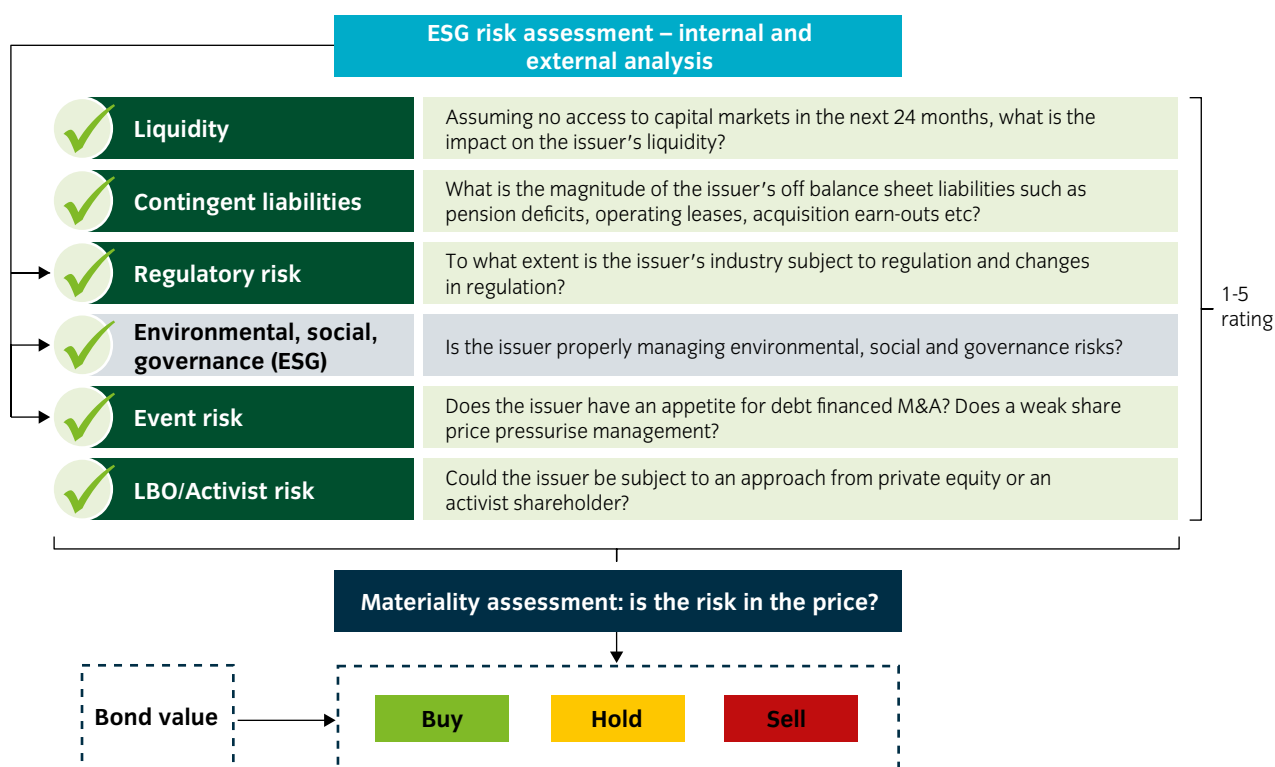 ESG risk assessment – internal and
external analysis
Liquidity
Assuming no access to capital markets in the next 24 months, what is the
impact on the issuer's liquidity?
Contingent liabilities
What is the magnitude of the issuer's off balance sheet liabilities such as
pension deficits, operating leases, acquisition earn-outs etc?
Regulatory risk
To what extent is the issuer's industry subject to regulation and changes
in regulation?
Environmental, social,
governance (ESG)
Is the issuer properly managing environmental, social and governance risks?
Event risk
Does the issuer have an appetite for debt financed M&A? Does a weak share
price pressurise management?
LBO/Activist risk
Could the issuer be subject to an approach from private equity or an
activist shareholder?
1-5
rating
Materiality assessment: is the risk in the price?
Bond value
Buy
Hold
Sell